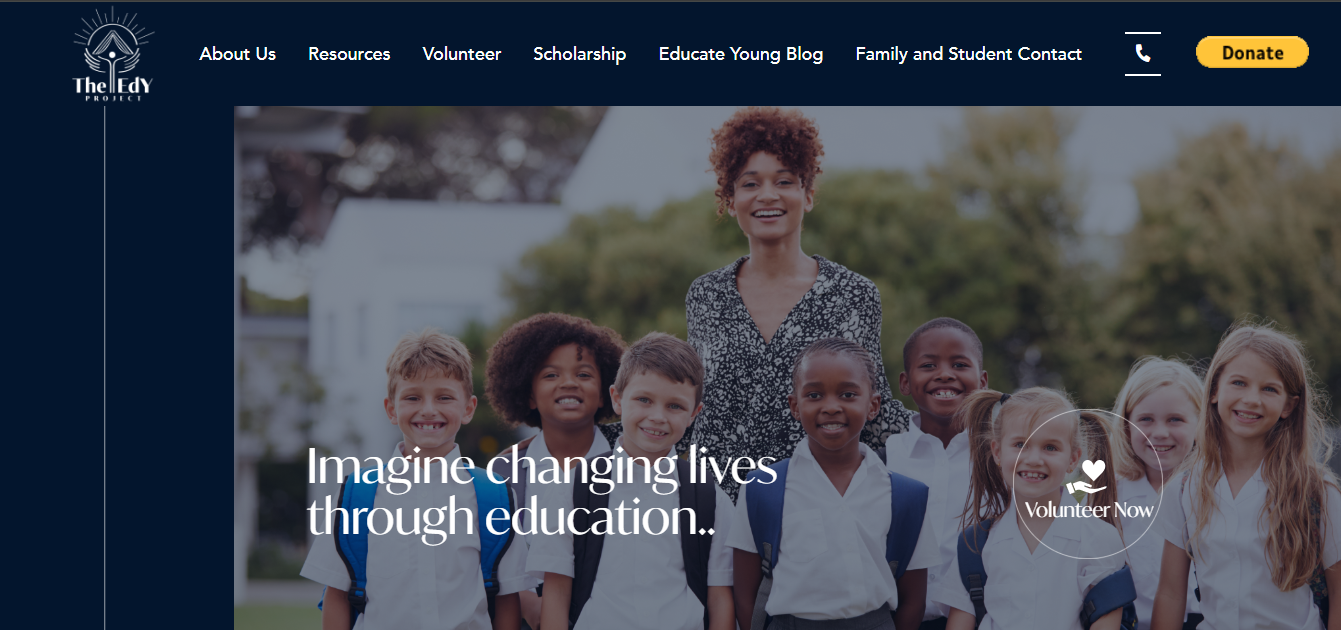 The EdY
PROJECT
About Us
Resources
Volunteer
Scholarship
Educate Young Blog
Family and Student Contact
Donate
Imagine changing lives
through education..
Volunteer Now